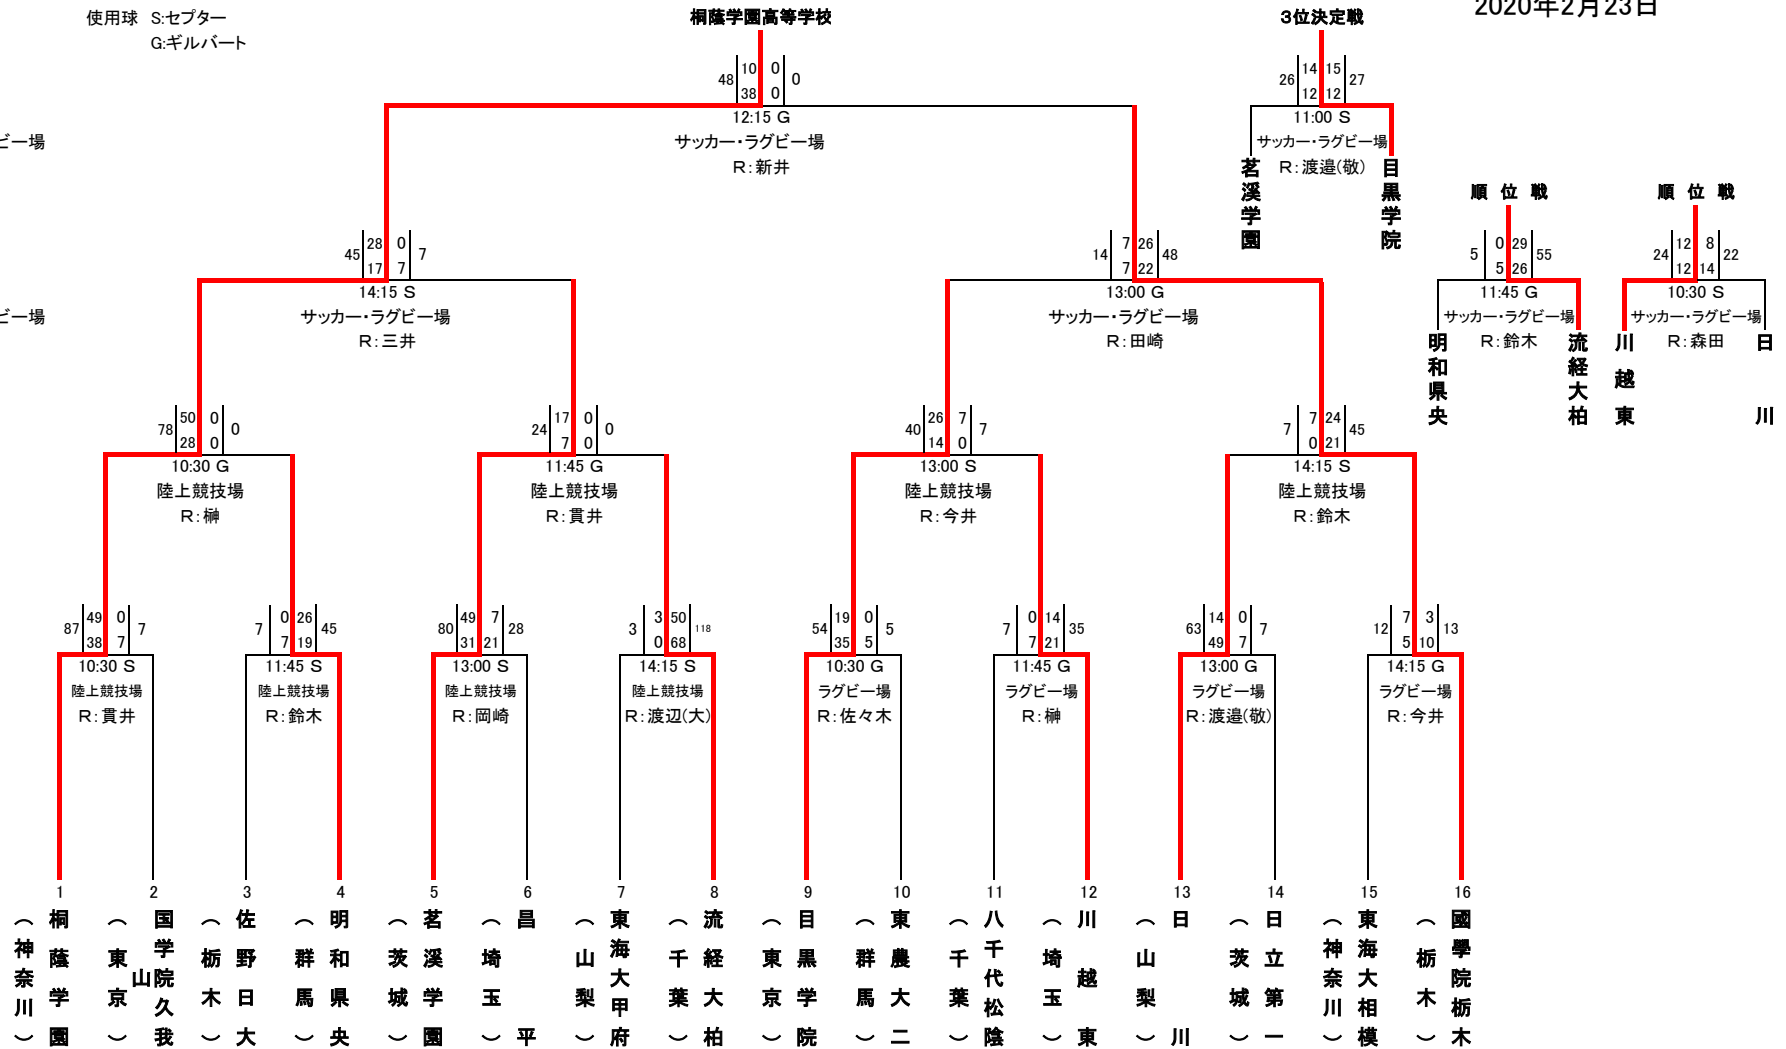 使用球 S:セプター
G:ギルバート
桐蔭学園高等学校
3位決定戦
2020年2月23日
48 10 0 0
38 0
12:15 G
サッカー・ラグビー場
R:新井
26 14 15 27
12 12
11:00 S
サッカー・ラグビー場
R:渡邉(敬)
茗溪学園
目黒学院
ビー場
順位戦
順位戦
45 28 0 7
17 7
14:15 S
サッカー・ラグビー場
R:三井
14 7 26 48
7 22
13:00 G
サッカー・ラグビー場
R:田崎
5 0 29 55
5 26
11:45 G
サッカー・ラグビー場
R:鈴木
明和県央
流経大柏
24 12 8 22
12 14
10:30 S
サッカー・ラグビー場
R:森田
川越東
日川
ビー場
78 50 0 0
28 0
10:30 G
陸上競技場
R:榊
24 17 0 0
7 0
11:45 G
陸上競技場
R:貫井
40 26 7 7
14 0
13:00 S
陸上競技場
R:今井
7 7 24 45
0 21
14:15 S
陸上競技場
R:鈴木
87 49 0 7
38 7
10:30 S
陸上競技場
R:貫井
7 0 26 45
7 19
11:45 S
陸上競技場
R:鈴木
80 49 7 28
31 21
13:00 S
陸上競技場
R:岡崎
3 3 50 118
0 68
14:15 S
陸上競技場
R:渡辺(大)
54 19 0 5
35 5
10:30 G
ラグビー場
R:佐々木
7 0 14 35
7 21
11:45 G
ラグビー場
R:榊
63 14 0 7
49 7
13:00 G
ラグビー場
R:渡邉(敬)
12 7 3 13
5 10
14:15 G
ラグビー場
R:今井
1
桐蔭学園
(神奈川)
2
国学院久我山
(東京)
3
佐野日大
(栃木)
4
明和県央
(群馬)
5
茗溪学園
(茨城)
6
昌平
(埼玉)
7
東海大甲府
(山梨)
8
流経大柏
(千葉)
9
目黒学院
(東京)
10
東農大二
(群馬)
11
八千代松陰
(千葉)
12
川越東
(埼玉)
13
日川
(山梨)
14
日立第一
(茨城)
15
東海大相模
(神奈川)
16
國學院栃木
(栃木)